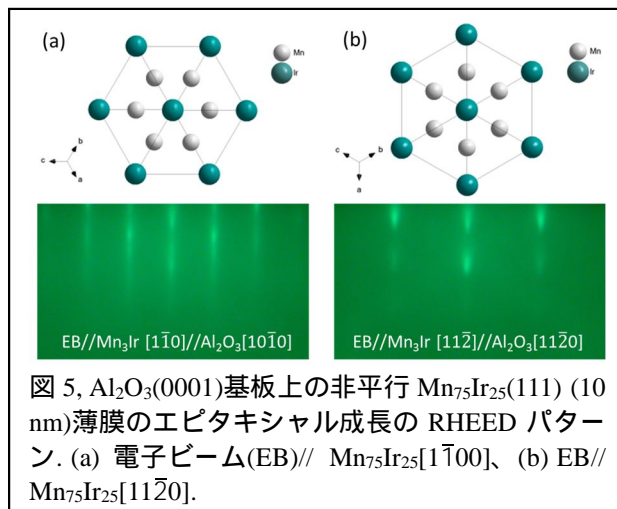 (a)
Mn
Ir
b
c
a
(b)
Mn
Ir
c
b
a
EB//Mn₃Ir [11̅0]//Al₂O₃[101̅0]
EB//Mn₃Ir [112̅]//Al₂O₃[112̅0]
図 5, Al₂O₃(0001)基板上の非平行 Mn₇₅Ir₂₅(111) (10
nm)薄膜のエピタキシャル成長の RHEED パター
ン. (a) 電子ビーム(EB)// Mn₇₅Ir₂₅[11̅00]、(b) EB//
Mn₇₅Ir₂₅[112̅0].